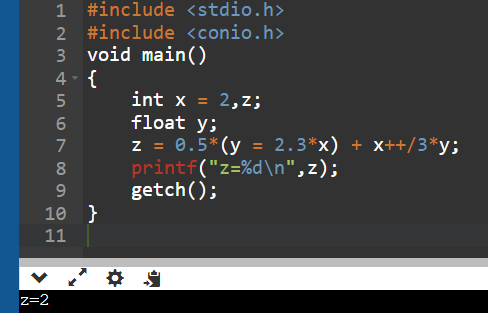 1 #include <stdio.h>
2 #include <conio.h>
3 void main()
4 {
5     int x = 2,z;
6     float y;
7     z = 0.5*(y = 2.3*x) + x++/3*y;
8     printf("z=%d\n",z);
9     getch();
10 }
11
z=2